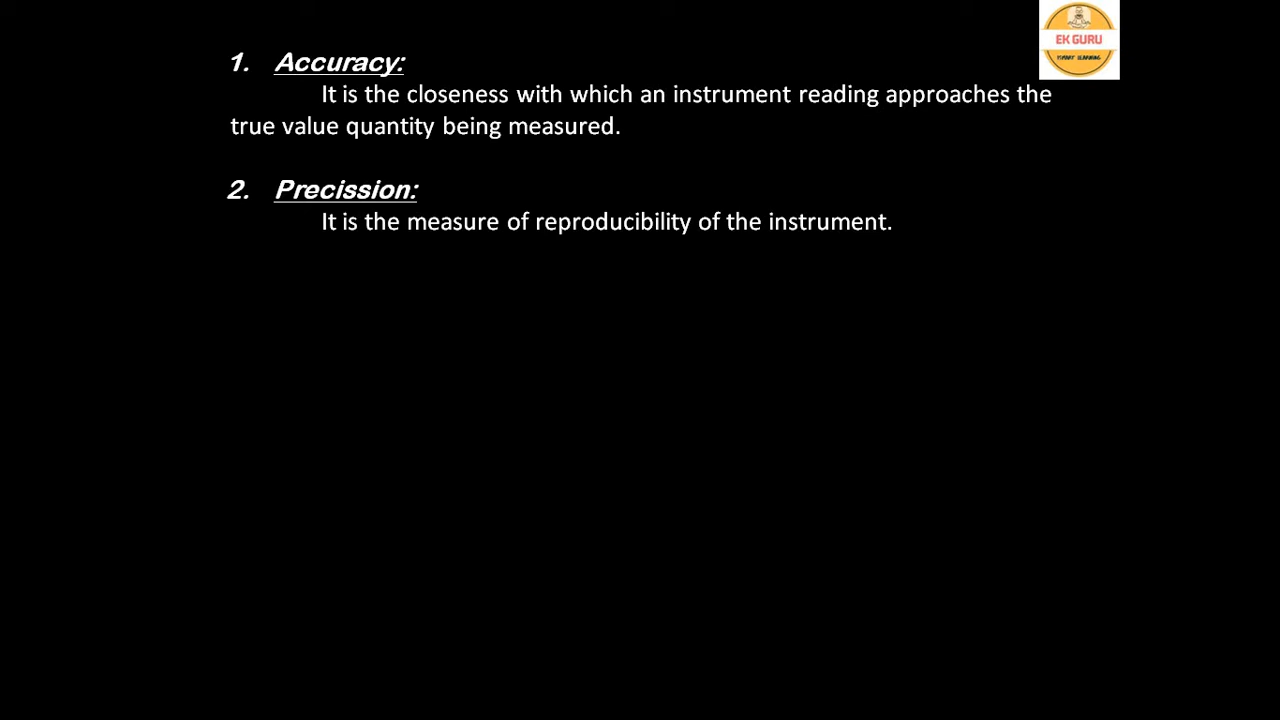 EK GURU
1. Accuracy:
It is the closeness with which an instrument reading approaches the
true value quantity being measured.
2. Precission:
It is the measure of reproducibility of the instrument.